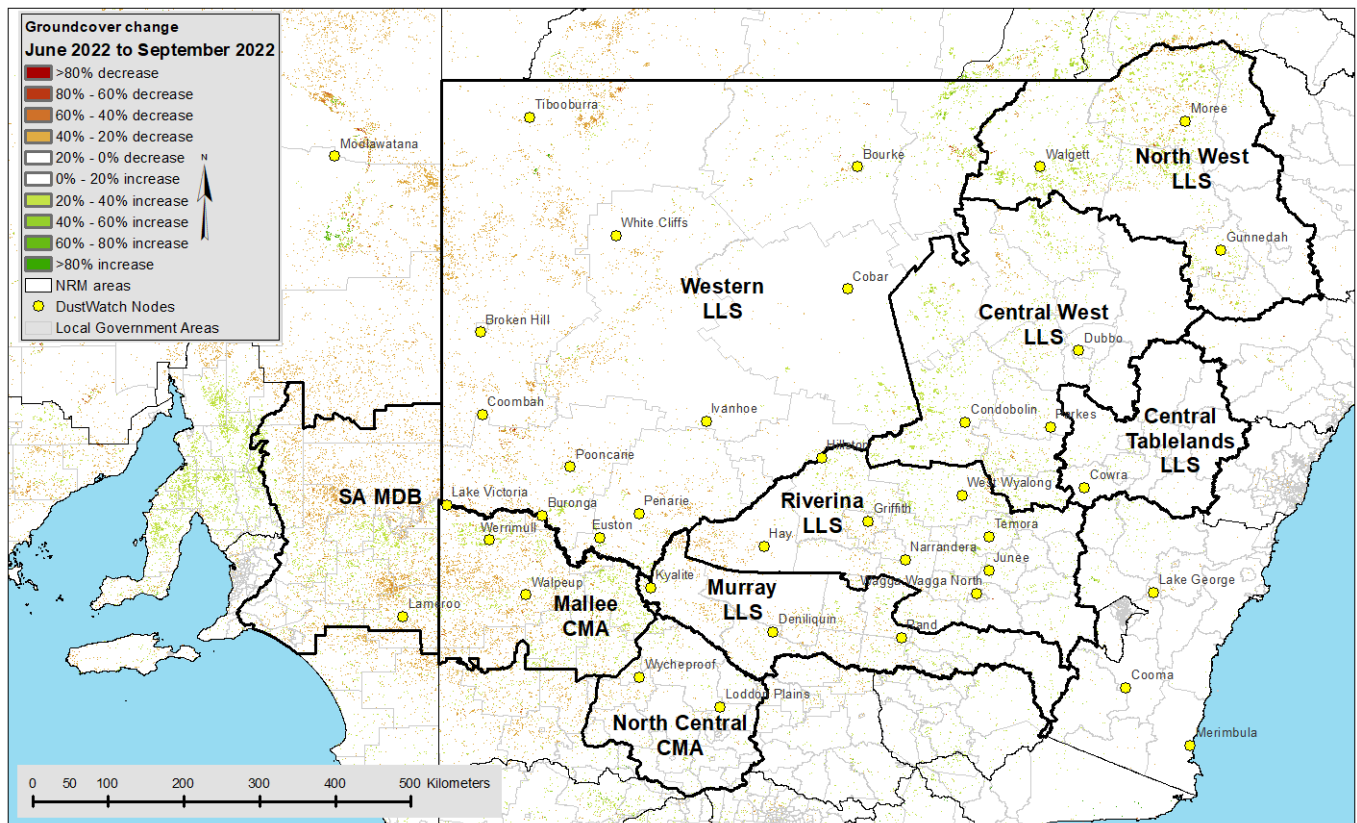 Groundcover change
June 2022 to September 2022
>80% decrease
80% - 60% decrease
60% - 40% decrease
40% - 20% decrease
20% - 0% decrease
0% - 20% increase
20% - 40% increase
40% - 60% increase
60% - 80% increase
>80% increase
NRM areas
DustWatch Nodes
Local Government Areas
N
Tibooburra
Moolawatana
Moree
Bourke
Walgett
North West
LLS
White Cliffs
Gunnedah
Cobar
Western
LLS
Broken Hill
Central West
LLS
Dubbo
Coombah
Ivanhoe
Condobolin
Parkes
Central
Tablelands
LLS
Hillston
Pooncarie
SA MDB
Lake Victoria
Buronga
Penarie
Riverina
LLS
West Wyalong
Cowra
Werrimull
Euston
Griffith
Temora
Hay
Narrandera
Junee
Kyalite
Wagga Wagga North
Lake George
Walpeup
Mallee
CMA
Murray
LLS
Lameroo
Deniliquin
Rand
Wycheproof
Cooma
Loddon Plains
North Central
CMA
Merimbula
0 50 100 200 300 400 500 Kilometers